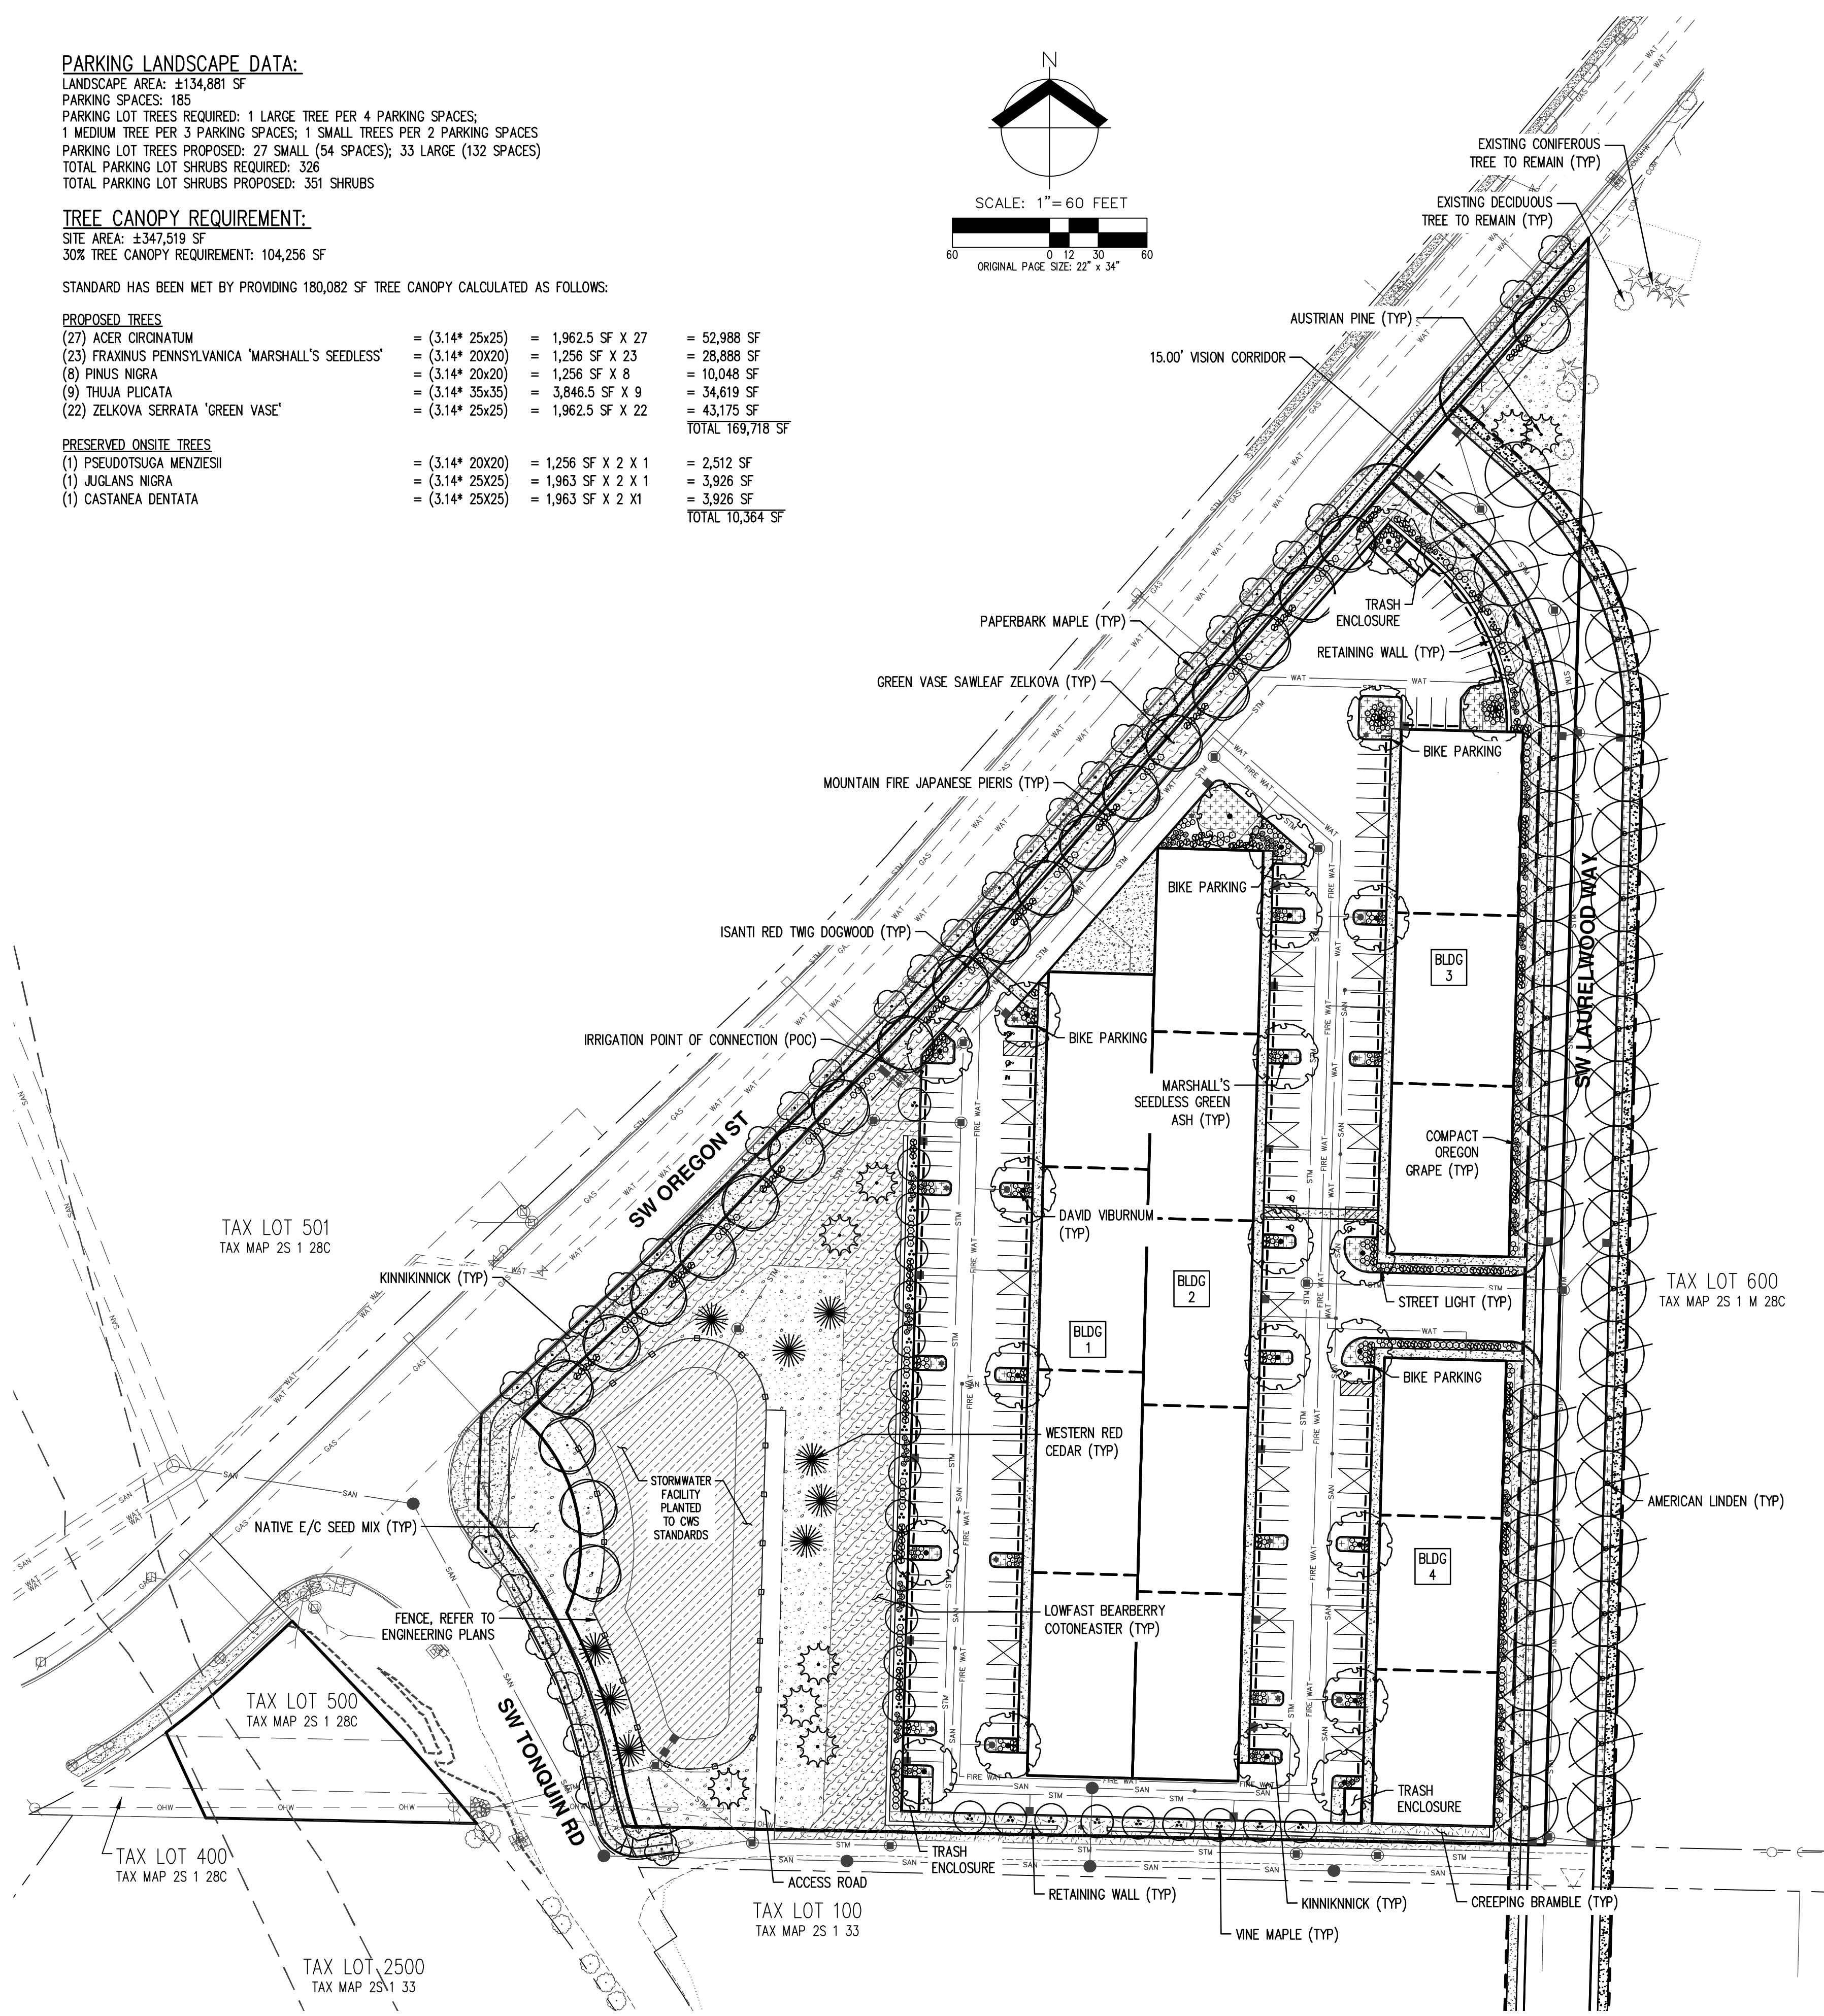 PARKING LANDSCAPE DATA:
LANDSCAPE AREA: ±134,881 SF
PARKING SPACES: 185
PARKING LOT TREES REQUIRED: 1 LARGE TREE PER 4 PARKING SPACES;
1 MEDIUM TREE PER 3 PARKING SPACES; 1 SMALL TREES PER 2 PARKING SPACES
PARKING LOT TREES PROPOSED: 27 SMALL (54 SPACES); 33 LARGE (132 SPACES)
TOTAL PARKING LOT SHRUBS REQUIRED: 326
TOTAL PARKING LOT SHRUBS PROPOSED: 351 SHRUBS
TREE CANOPY REQUIREMENT:
SITE AREA: ±347,519 SF
30% TREE CANOPY REQUIREMENT: 104,256 SF
STANDARD HAS BEEN MET BY PROVIDING 180,082 SF TREE CANOPY CALCULATED AS FOLLOWS:
PROPOSED TREES
(27) ACER CIRCINATUM = (3.14* 25x25) = 1,962.5 SF X 27 = 52,988 SF
(23) FRAXINUS PENNSYLVANICA 'MARSHALL'S SEEDLESS' = (3.14* 20X20) = 1,256 SF X 23 = 28,888 SF
(8) PINUS NIGRA = (3.14* 20x20) = 1,256 SF X 8 = 10,048 SF
(9) THUJA PLICATA = (3.14* 35x35) = 3,846.5 SF X 9 = 34,619 SF
(22) ZELKOVA SERRATA 'GREEN VASE' = (3.14* 25x25) = 1,962.5 SF X 22 = 43,175 SF
TOTAL 169,718 SF
PRESERVED ONSITE TREES
(1) PSEUDOTSUGA MENZIESII = (3.14* 20X20) = 1,256 SF X 2 X 1 = 2,512 SF
(1) JUGLANS NIGRA = (3.14* 25X25) = 1,963 SF X 2 X 1 = 3,926 SF
(1) CASTANEA DENTATA = (3.14* 25X25) = 1,963 SF X 2 X1 = 3,926 SF
TOTAL 10,364 SF
N
SCALE: 1"= 60 FEET
60 0 12 30 60
ORIGINAL PAGE SIZE: 22" x 34"
EXISTING CONIFEROUS
TREE TO REMAIN (TYP)
EXISTING DECIDUOUS
TREE TO REMAIN (TYP)
AUSTRIAN PINE (TYP)
15.00' VISION CORRIDOR
TRASH
ENCLOSURE
PAPERBARK MAPLE (TYP)
RETAINING WALL (TYP)
GREEN VASE SAWLEAF ZELKOVA (TYP)
BIKE PARKING
MOUNTAIN FIRE JAPANESE PIERIS (TYP)
BIKE PARKING
ISANTI RED TWIG DOGWOOD (TYP)
BLDG
3
IRRIGATION POINT OF CONNECTION (POC)
BIKE PARKING
SW LAURELWOOD WAY
MARSHALL'S
SEEDLESS GREEN
ASH (TYP)
COMPACT
OREGON
GRAPE (TYP)
SW OREGON ST
DAVID VIBURNUM
(TYP)
TAX LOT 501
TAX MAP 2S 1 28C
KINNIKINNICK (TYP)
BLDG
2
STREET LIGHT (TYP)
TAX LOT 600
TAX MAP 2S 1 M 28C
BLDG
1
BIKE PARKING
WESTERN RED
CEDAR (TYP)
STORMWATER
FACILITY
PLANTED
TO CWS
STANDARDS
AMERICAN LINDEN (TYP)
NATIVE E/C SEED MIX (TYP)
BLDG
4
FENCE, REFER TO
ENGINEERING PLANS
LOWFAST BEARBERRY
COTONEASTER (TYP)
TAX LOT 500
TAX MAP 2S 1 28C
SW TONQUIN RD
TRASH
ENCLOSURE
OHW OHW OHW
TAX LOT 400
TAX MAP 2S 1 28C
TRASH
ENCLOSURE
ACCESS ROAD
RETAINING WALL (TYP)
KINNIKNNICK (TYP)
CREEPING BRAMBLE (TYP)
TAX LOT 100
TAX MAP 2S 1 33
VINE MAPLE (TYP)
TAX LOT 2500
TAX MAP 2S 1 33